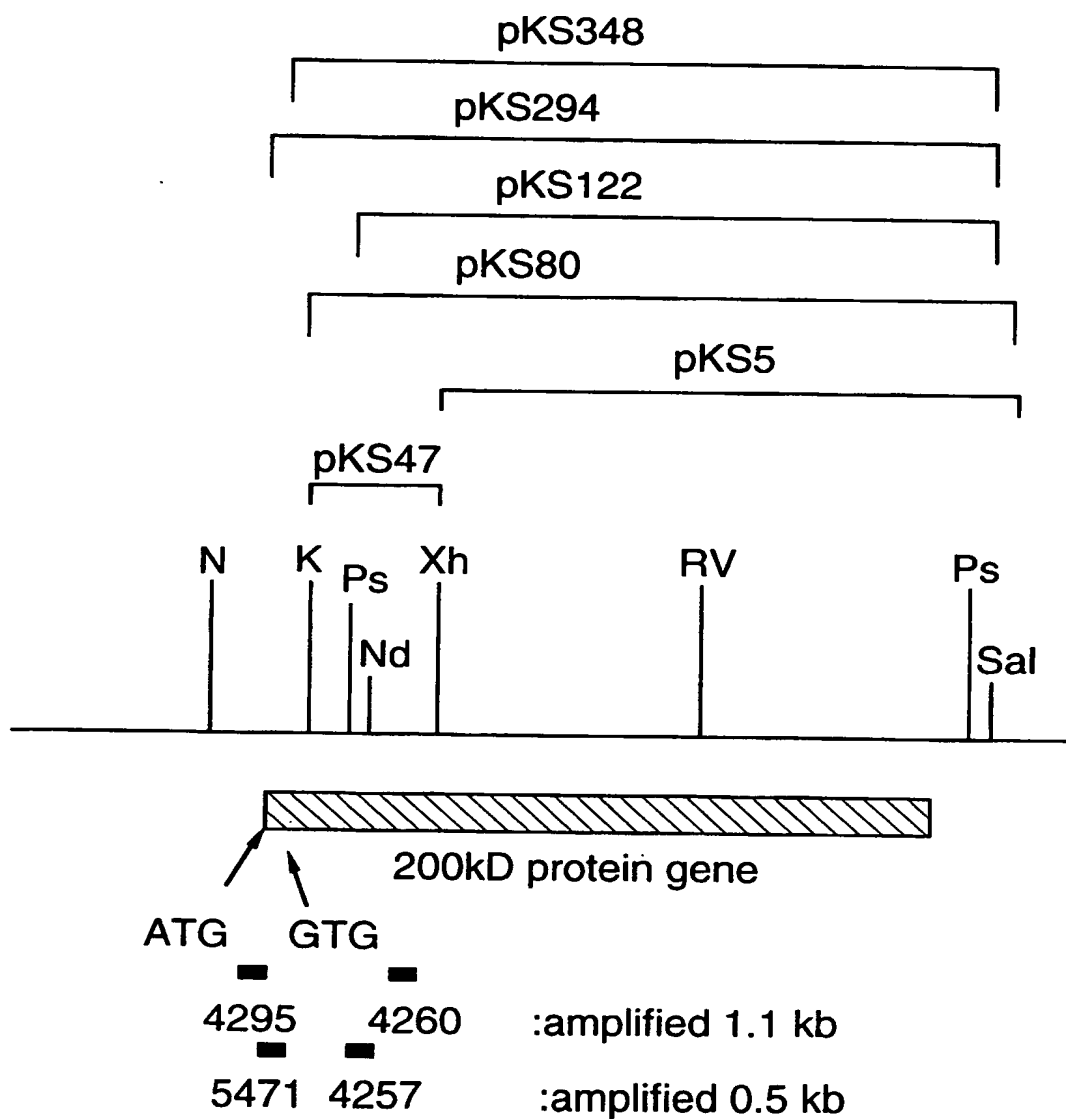 pKS348
pKS294
pKS122
pKS80
pKS5
pKS47
N K Ps Xh RV Ps
Nd Sal
200kD protein gene
ATG GTG
4295 4260 :amplified 1.1 kb
5471 4257 :amplified 0.5 kb